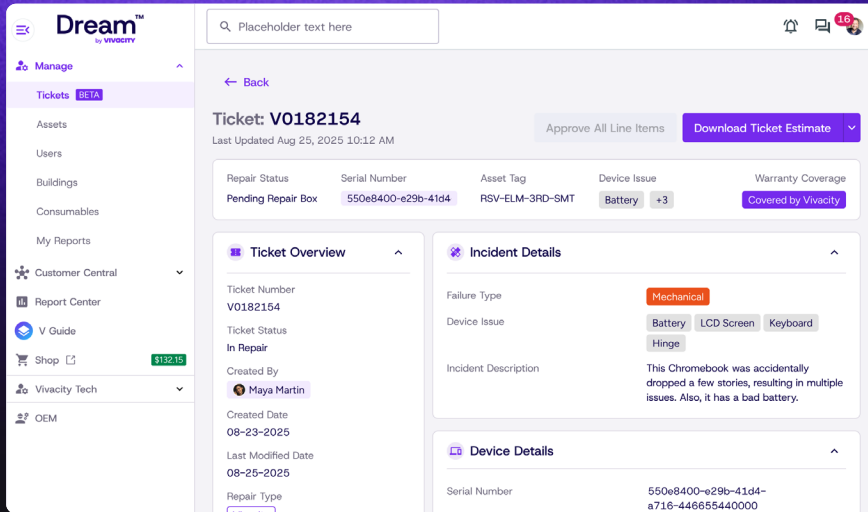 Dream™
by VIVACITY
Placeholder text here
16
Manage
Tickets BETA
Assets
Users
Buildings
Consumables
My Reports
Customer Central
Report Center
V Guide
Shop $132.15
Vivacity Tech
OEM
Back
Ticket: V0182154
Last Updated Aug 25, 2025 10:12 AM
Approve All Line Items
Download Ticket Estimate
Repair Status
Pending Repair Box
Serial Number
550e8400-e29b-41d4
Asset Tag
RSV-ELM-3RD-SMT
Device Issue
Battery +3
Warranty Coverage
Covered by Vivacity
Ticket Overview
Ticket Number
V0182154
Ticket Status
In Repair
Created By
Maya Martin
Created Date
08-23-2025
Last Modified Date
08-25-2025
Repair Type
Incident Details
Failure Type
Mechanical
Device Issue
Battery LCD Screen Keyboard
Hinge
Incident Description
This Chromebook was accidentally
dropped a few stories, resulting in multiple
issues. Also, it has a bad battery.
Device Details
Serial Number
550e8400-e29b-41d4-
a716-446655440000